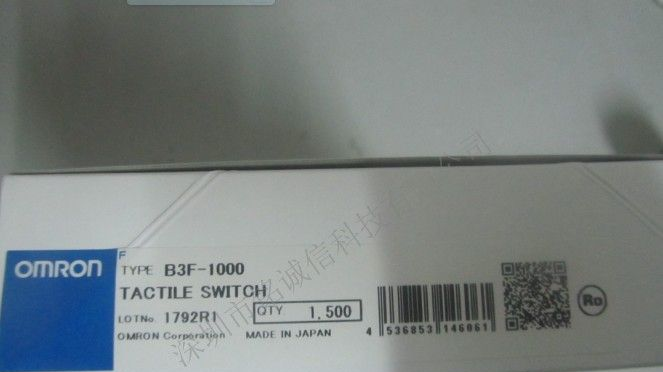 F
OMRON
TYPE B3F-1000
TACTILE SWITCH
LOTNo. 1792R1
QTY 1,500
OMRON Corporation MADE IN JAPAN
4 536853 146061
Ro
深圳市铭诚信科技有限公司